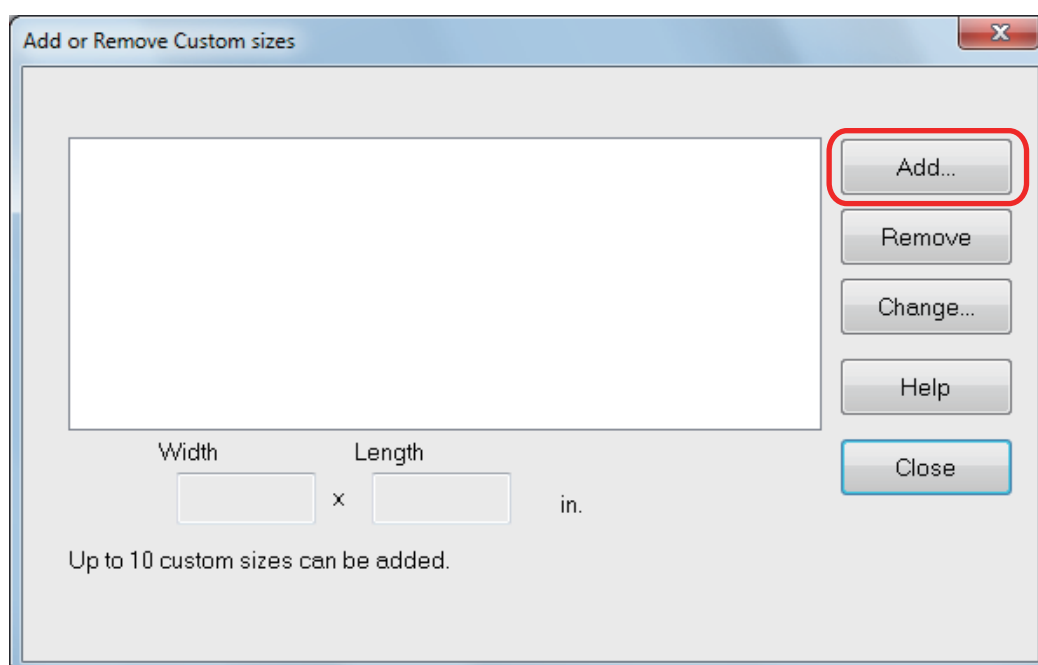 Add or Remove Custom sizes
X
Add...
Remove
Change...
Help
Close
Width Length
x in.
Up to 10 custom sizes can be added.